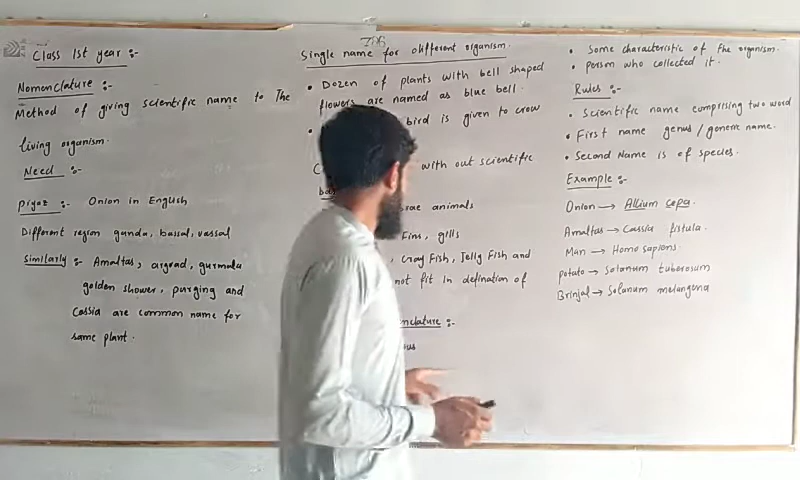 Class 1st year :-
Nomenclature :-
Method of giving scientific name to The
living organism.
Need :-
Piyaz :- Onion in English
Different region ganda, bassal, vassal
Similarly :- Amaltas, argvad, gurmala
golden shower, purging and
Cassia are common name for
same plant.
Single name for different organism.
• Dozen of plants with bell shaped
flowers are named as blue bell.
• bird is given to crow
with out scientific
animals
Fins, gills
Cray Fish, Jelly Fish and
not fit in defination of
nclature :-
• Some characteristic of the organism.
• person who collected it.
Rules :-
• Scientific name comprising two word
• First name genus / generic name.
• Second Name is of species.
Example :-
Onion → Allium cepa.
Amaltas → Cassia fistula.
Man → Homo sapiens.
potato → Solanum tuberosum
Brinjal → Solanum melangena